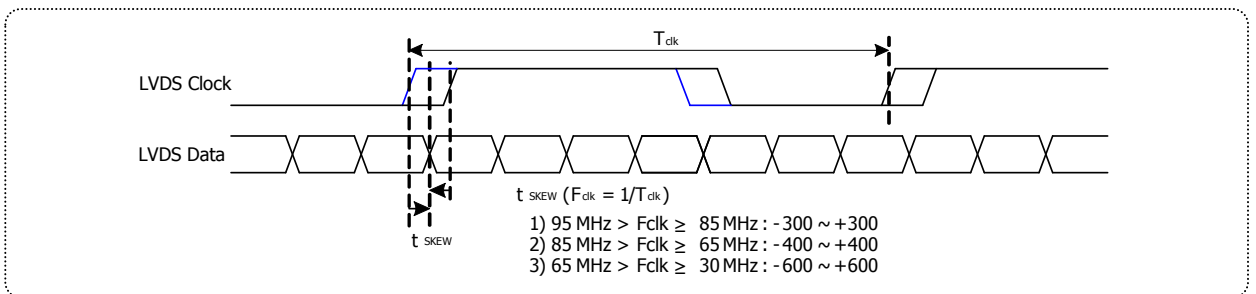 Tclk
LVDS Clock
LVDS Data
t SKEW (Fclk = 1/Tclk)
1) 95 MHz > Fclk ≥ 85 MHz : -300 ~ +300
2) 85 MHz > Fclk ≥ 65 MHz : -400 ~ +400
3) 65 MHz > Fclk ≥ 30 MHz : -600 ~ +600
t SKEW